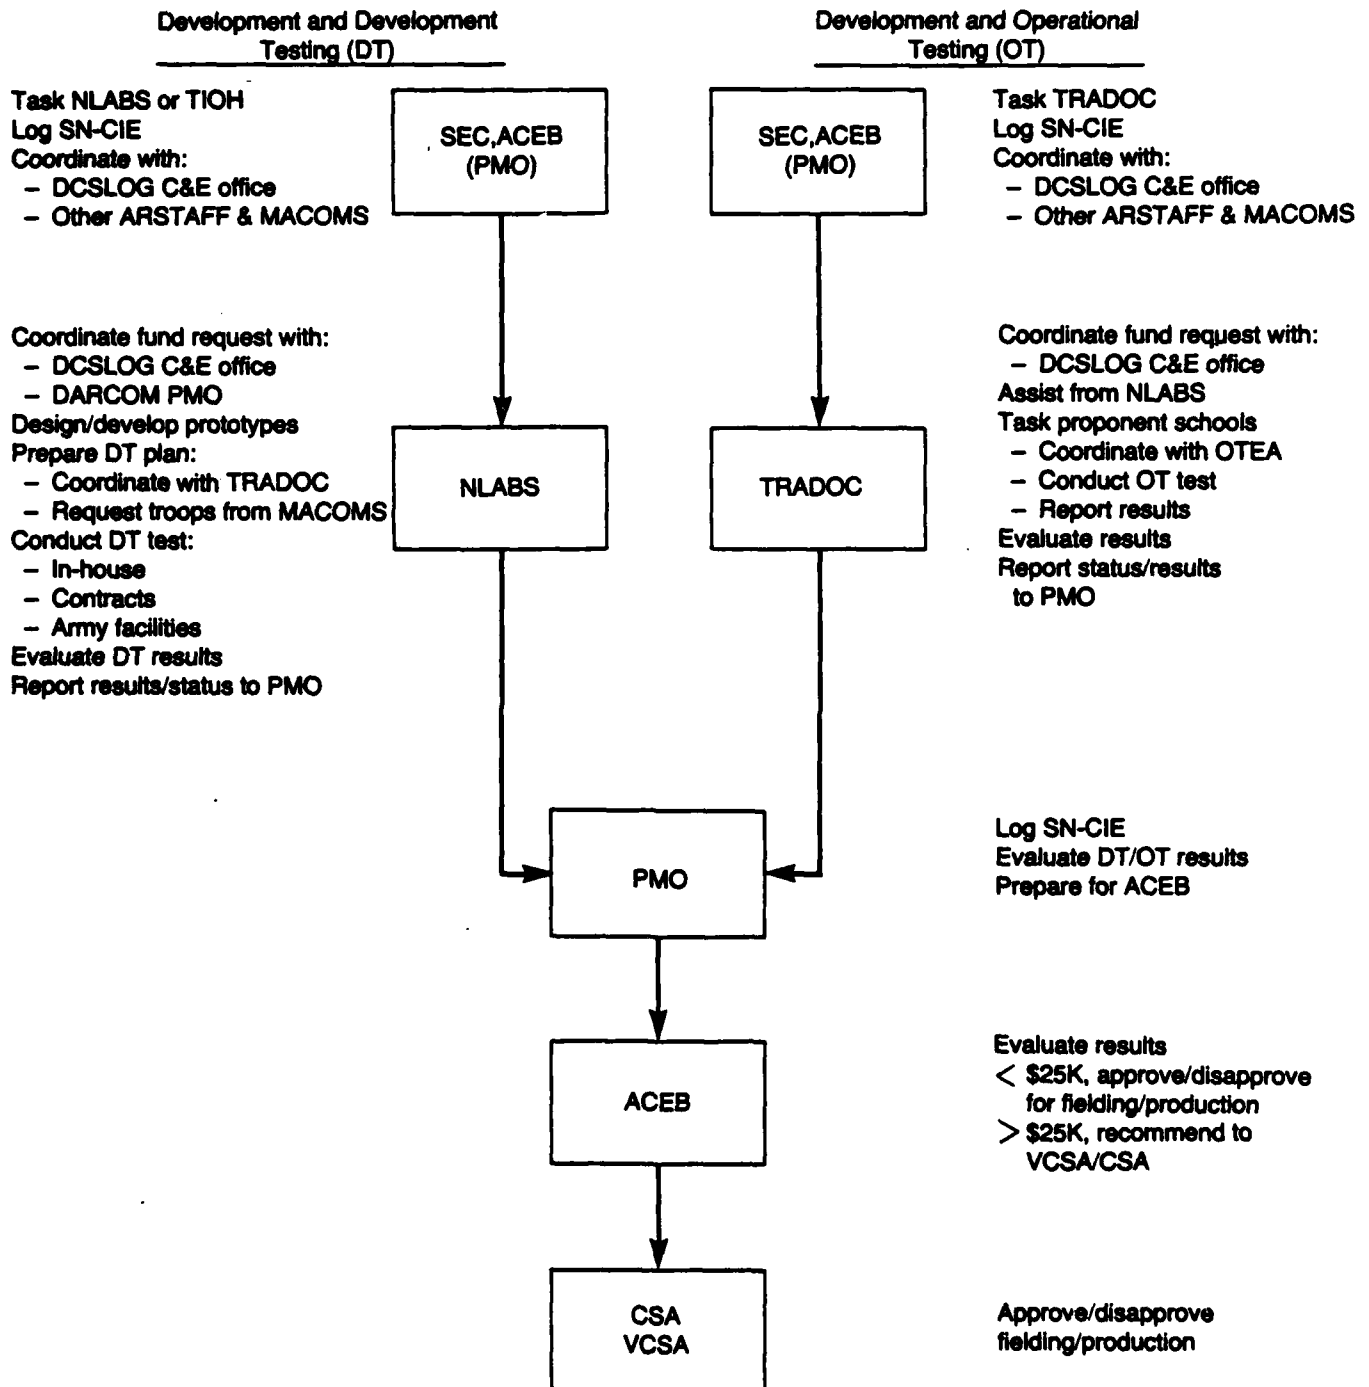 Development and Development
Testing (DT)
Development and Operational
Testing (OT)
Task NLABS or TIOH
Log SN-CIE
Coordinate with:
– DCSLOG C&E office
– Other ARSTAFF & MACOMS
SEC,ACEB
(PMO)
SEC,ACEB
(PMO)
Task TRADOC
Log SN-CIE
Coordinate with:
– DCSLOG C&E office
– Other ARSTAFF & MACOMS
Coordinate fund request with:
– DCSLOG C&E office
– DARCOM PMO
Design/develop prototypes
Prepare DT plan:
– Coordinate with TRADOC
– Request troops from MACOMS
Conduct DT test:
– In-house
– Contracts
– Army facilities
Evaluate DT results
Report results/status to PMO
NLABS
TRADOC
Coordinate fund request with:
– DCSLOG C&E office
Assist from NLABS
Task proponent schools
– Coordinate with OTEA
– Conduct OT test
– Report results
Evaluate results
Report status/results
to PMO
PMO
Log SN-CIE
Evaluate DT/OT results
Prepare for ACEB
ACEB
Evaluate results
< $25K, approve/disapprove
for fielding/production
> $25K, recommend to
VCSA/CSA
CSA
VCSA
Approve/disapprove
fielding/production